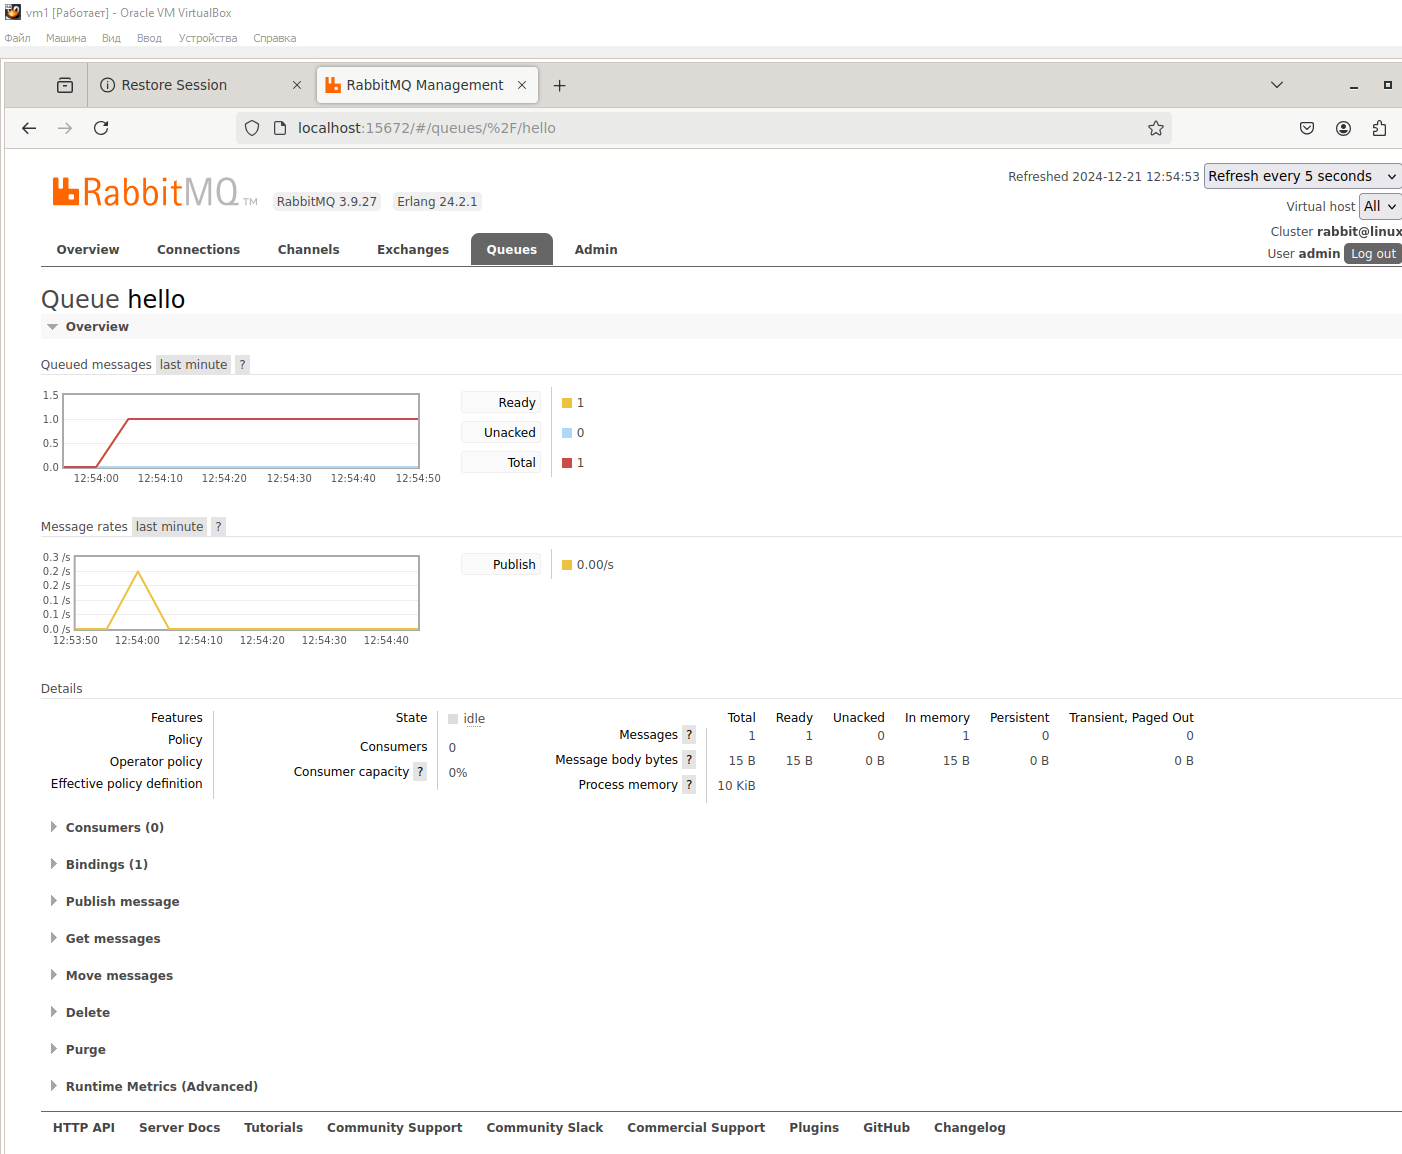 vm1 [Работает] - Oracle VM VirtualBox
Файл Машина Вид Ввод Устройства Справка
Restore Session RabbitMQ Management
localhost:15672/#/queues/%2F/hello
RabbitMQ TM RabbitMQ 3.9.27 Erlang 24.2.1
Refreshed 2024-12-21 12:54:53 Refresh every 5 seconds
Virtual host All
Cluster rabbit@linux
User admin Log out
Overview Connections Channels Exchanges Queues Admin
Queue hello
Overview
Queued messages last minute ?
1.5
1.0
0.5
0.0
12:54:00 12:54:10 12:54:20 12:54:30 12:54:40 12:54:50
Ready 1
Unacked 0
Total 1
Message rates last minute ?
0.3 /s
0.2 /s
0.2 /s
0.1 /s
0.1 /s
0.0 /s
12:53:50 12:54:00 12:54:10 12:54:20 12:54:30 12:54:40
Publish 0.00/s
Details
Features
Policy
Operator policy
Effective policy definition
State idle
Consumers 0
Consumer capacity ? 0%
Total Ready Unacked In memory Persistent Transient, Paged Out
Messages ? 1 1 0 1 0 0
Message body bytes ? 15 B 15 B 0 B 15 B 0 B 0 B
Process memory ? 10 KiB
Consumers (0)
Bindings (1)
Publish message
Get messages
Move messages
Delete
Purge
Runtime Metrics (Advanced)
HTTP API Server Docs Tutorials Community Support Community Slack Commercial Support Plugins GitHub Changelog